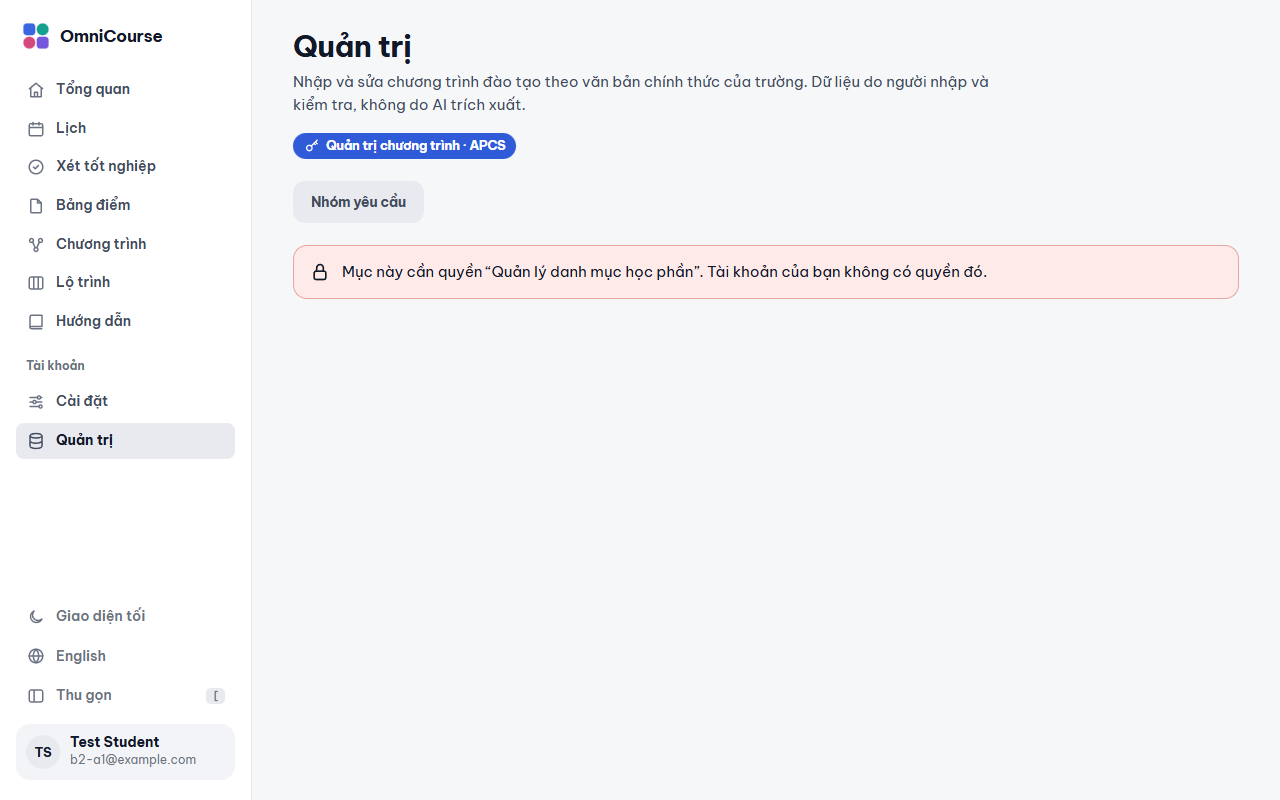 OmniCourse
Tổng quan
Lịch
Xét tốt nghiệp
Bảng điểm
Chương trình
Lộ trình
Hướng dẫn
Tài khoản
Cài đặt
Quản trị
Giao diện tối
English
Thu gọn [
TS
Test Student
b2-a1@example.com
Quản trị
Nhập và sửa chương trình đào tạo theo văn bản chính thức của trường. Dữ liệu do người nhập và
kiểm tra, không do AI trích xuất.
Quản trị chương trình · APCS
Nhóm yêu cầu
Mục này cần quyền “Quản lý danh mục học phần”. Tài khoản của bạn không có quyền đó.